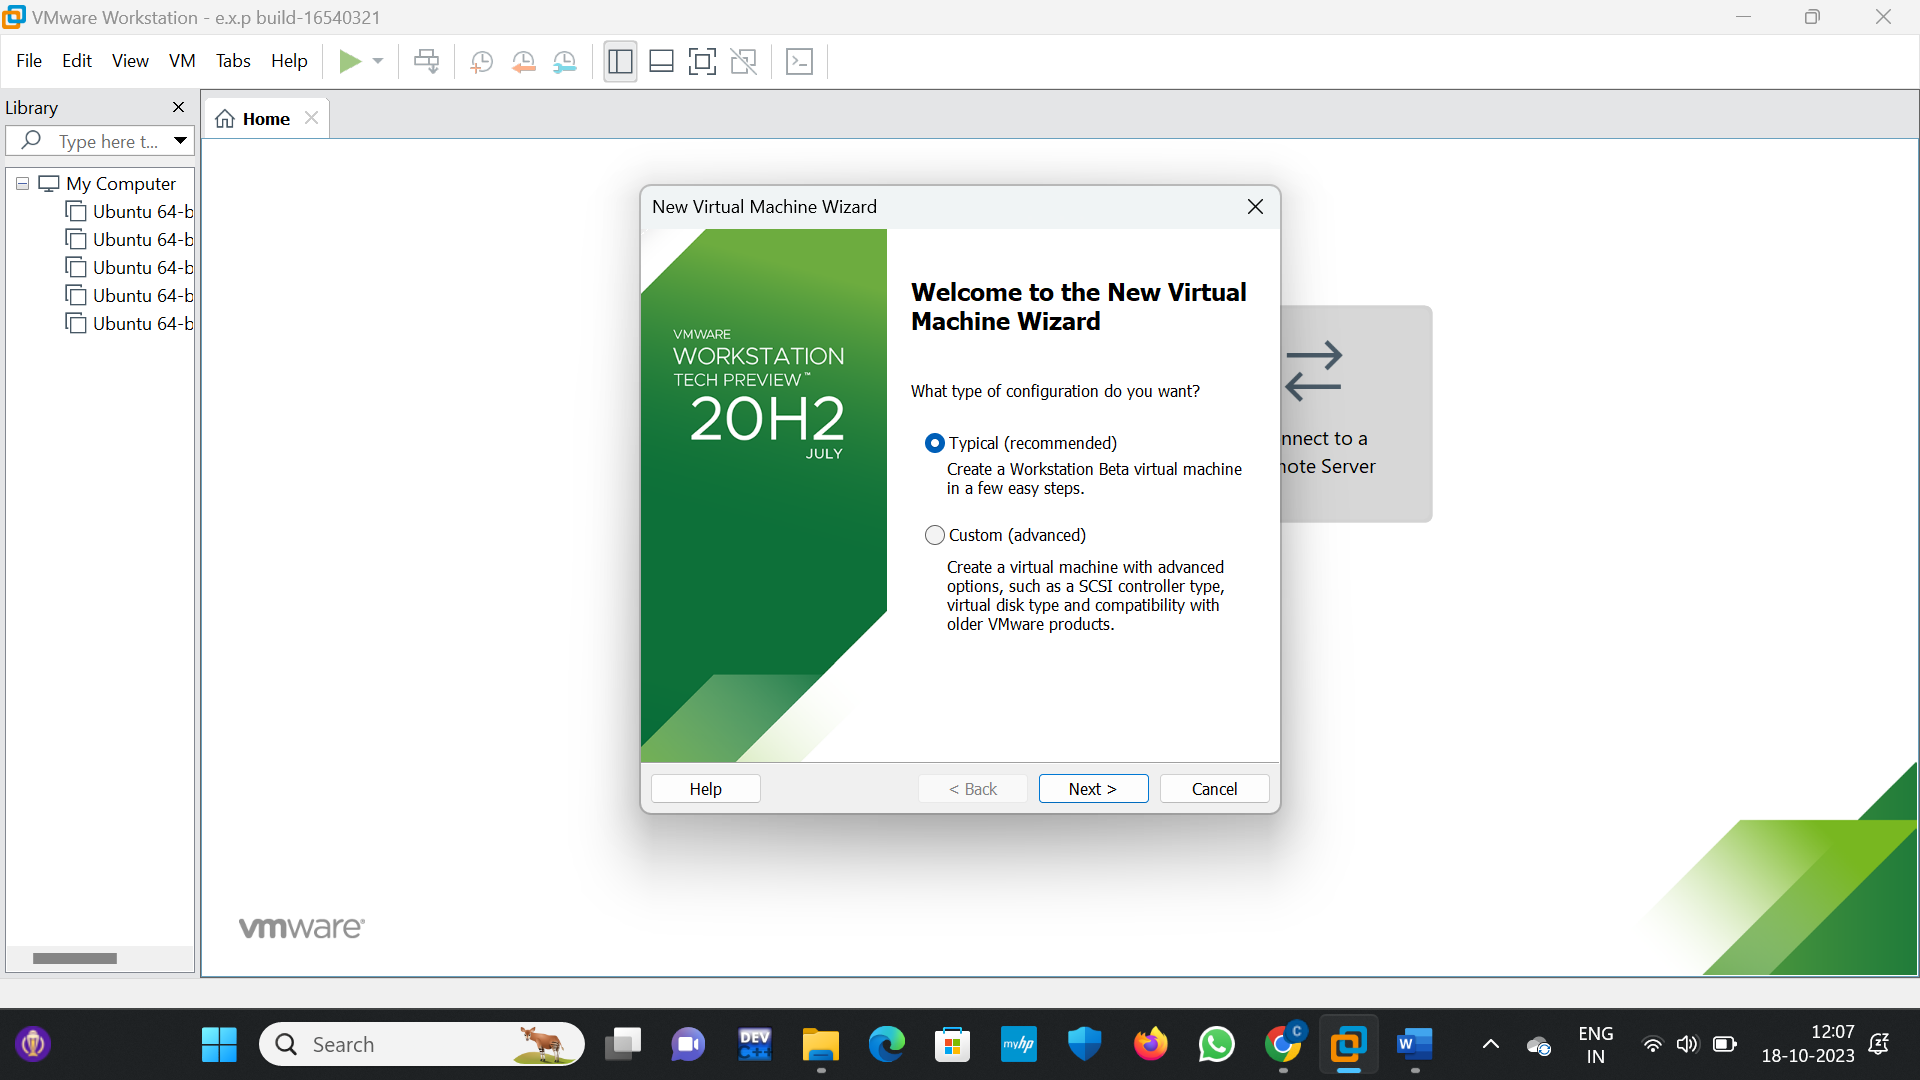 VMware Workstation - e.x.p build-16540321
File Edit View VM Tabs Help
Library
Type here t...
Home
My Computer
Ubuntu 64-b
Ubuntu 64-b
Ubuntu 64-b
Ubuntu 64-b
Ubuntu 64-b
New Virtual Machine Wizard
VMWARE
WORKSTATION
TECH PREVIEW™
20H2
JULY
Welcome to the New Virtual
Machine Wizard
What type of configuration do you want?
Typical (recommended)
Create a Workstation Beta virtual machine
in a few easy steps.
Custom (advanced)
Create a virtual machine with advanced
options, such as a SCSI controller type,
virtual disk type and compatibility with
older VMware products.
Help < Back Next > Cancel
nnect to a
note Server
vmware®
Search
DEV
C++
myhp
C
W
ENG
IN
12:07
18-10-2023